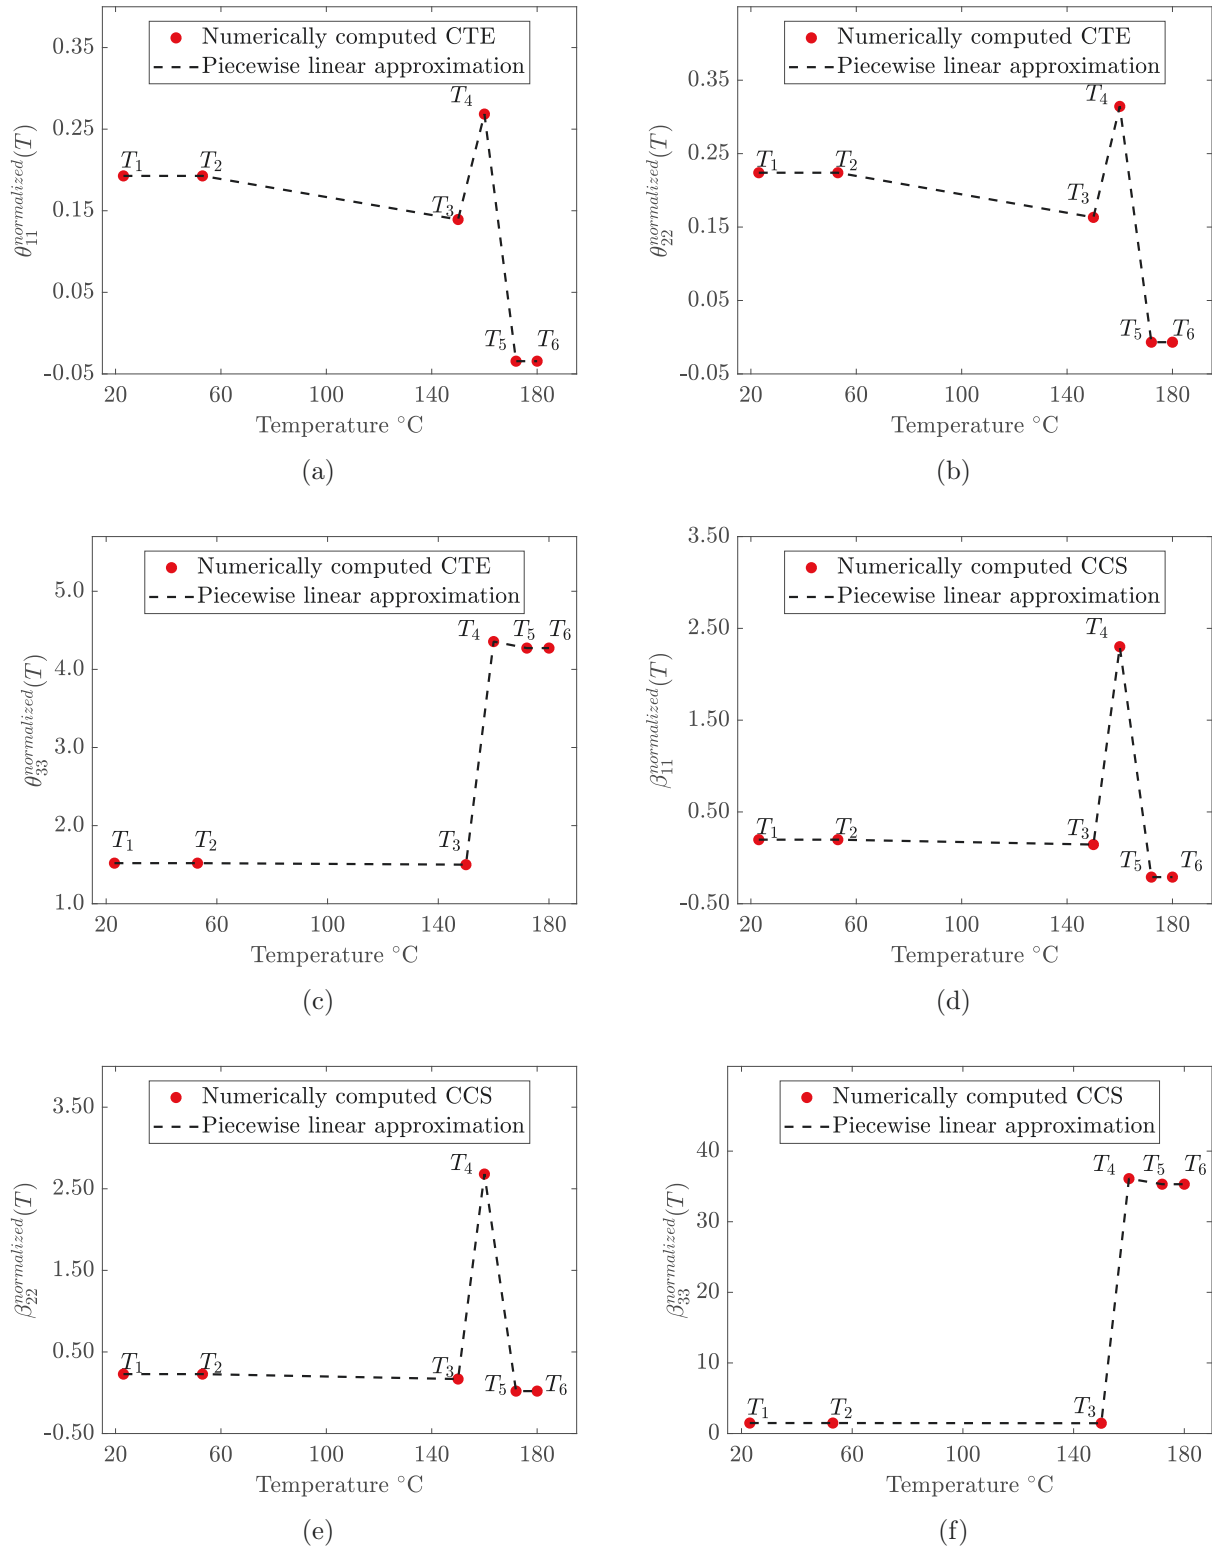 Numerically computed CTE
Piecewise linear approximation
0.35
0.25
0.15
0.05
-0.05
θ₁₁^normalized(T)
T₁
T₂
T₃
T₄
T₅
T₆
20
60
100
140
180
Temperature °C
(a)
Numerically computed CTE
Piecewise linear approximation
0.35
0.25
0.15
0.05
-0.05
θ₂₂^normalized(T)
T₁
T₂
T₃
T₄
T₅
T₆
20
60
100
140
180
Temperature °C
(b)
Numerically computed CTE
Piecewise linear approximation
5.0
4.0
3.0
2.0
1.0
θ₃₃^normalized(T)
T₁
T₂
T₃
T₄
T₅
T₆
20
60
100
140
180
Temperature °C
(c)
Numerically computed CCS
Piecewise linear approximation
3.50
2.50
1.50
0.50
-0.50
β₁₁^normalized(T)
T₁
T₂
T₃
T₄
T₅
T₆
20
60
100
140
180
Temperature °C
(d)
Numerically computed CCS
Piecewise linear approximation
3.50
2.50
1.50
0.50
-0.50
β₂₂^normalized(T)
T₁
T₂
T₃
T₄
T₅
T₆
20
60
100
140
180
Temperature °C
(e)
Numerically computed CCS
Piecewise linear approximation
40
30
20
10
0
β₃₃^normalized(T)
T₁
T₂
T₃
T₄
T₅
T₆
20
60
100
140
180
Temperature °C
(f)